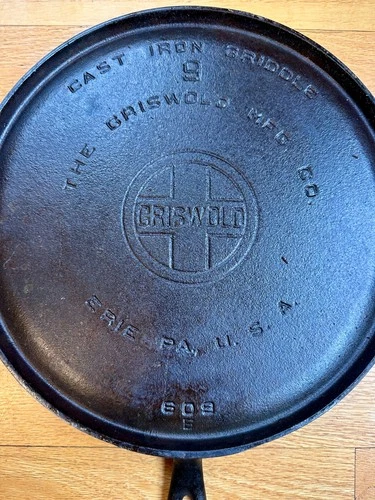 CAST IRON GRIDDLE
9
THE GRISWOLD MFG CO.
GRISWOLD
ERIE PA., U.S.A.
609
E